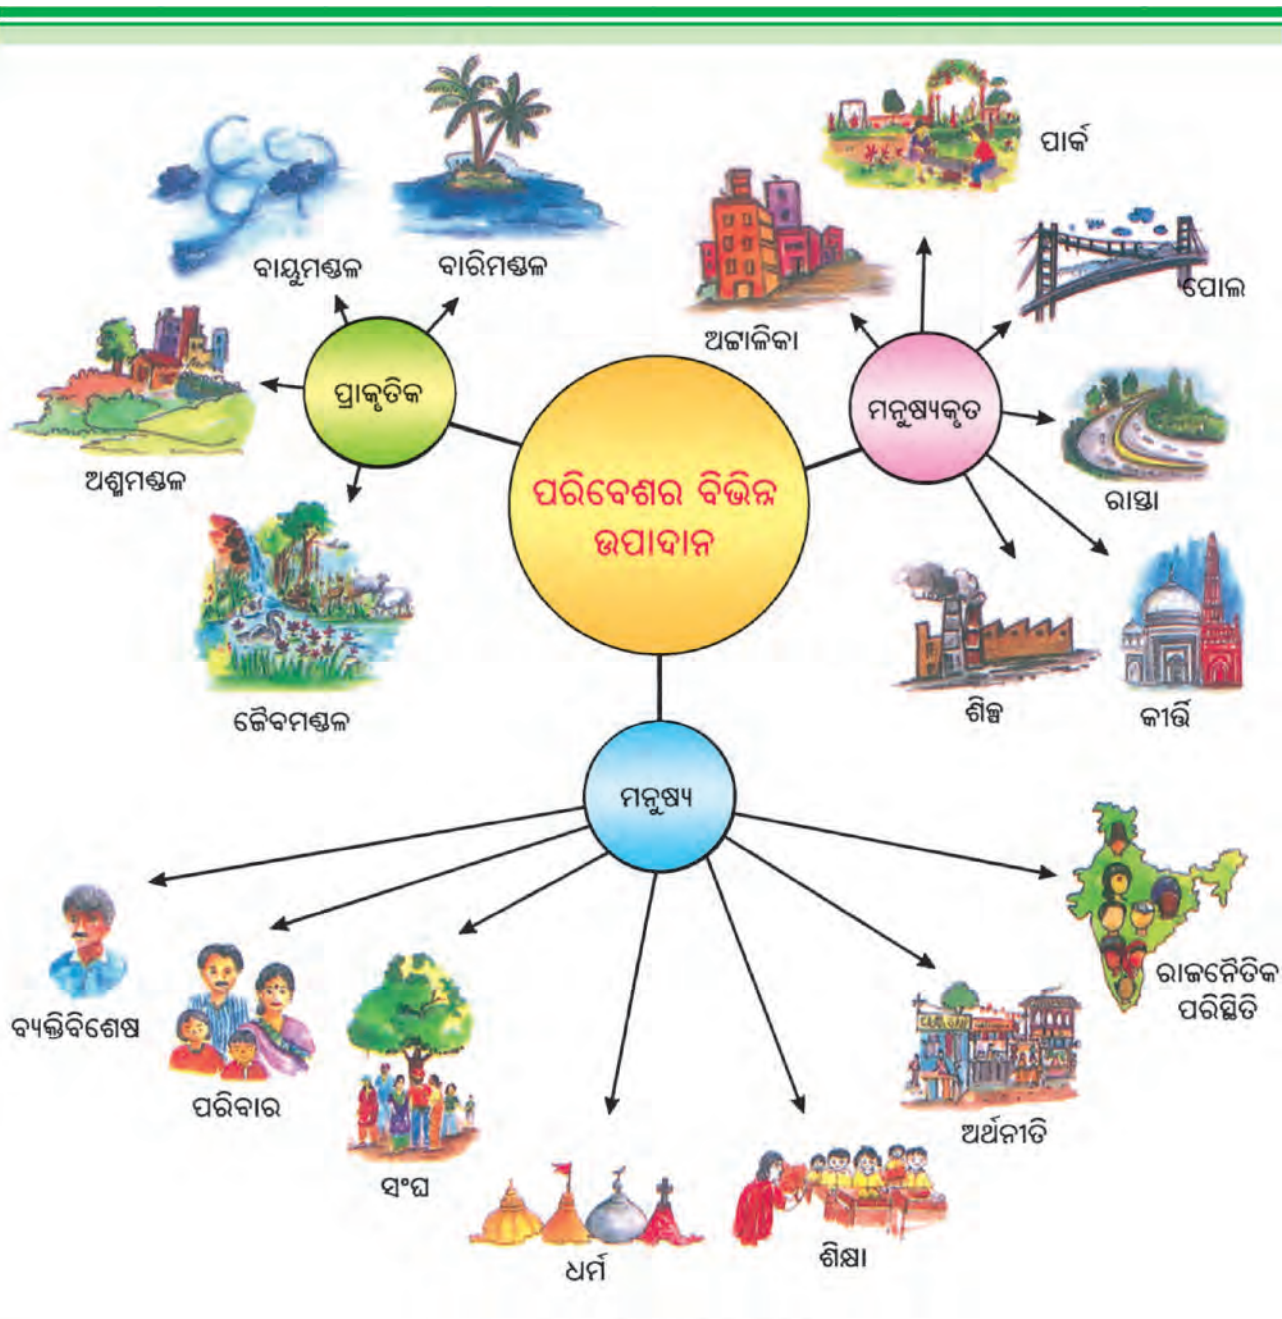 ବାୟୁମଣ୍ଡଳ
ବାରିମଣ୍ଡଳ
ପାର୍କ
ପୋଲ
ଅଟ୍ଟାଳିକା
ପ୍ରାକୃତିକ
ମନୁଷ୍ୟକୃତ
ଅଶ୍ମମଣ୍ଡଳ
ପରିବେଶର ବିଭିନ୍ନ
ଉପାଦାନ
ରାସ୍ତା
ଜୈବମଣ୍ଡଳ
ଶିଳ୍ପ
କୀର୍ତ୍ତି
ମନୁଷ୍ୟ
ବ୍ୟକ୍ତିବିଶେଷ
ପରିବାର
ସଂଘ
ଧର୍ମ
ଶିକ୍ଷା
ଅର୍ଥନୀତି
ରାଜନୈତିକ
ପରିସ୍ଥିତି